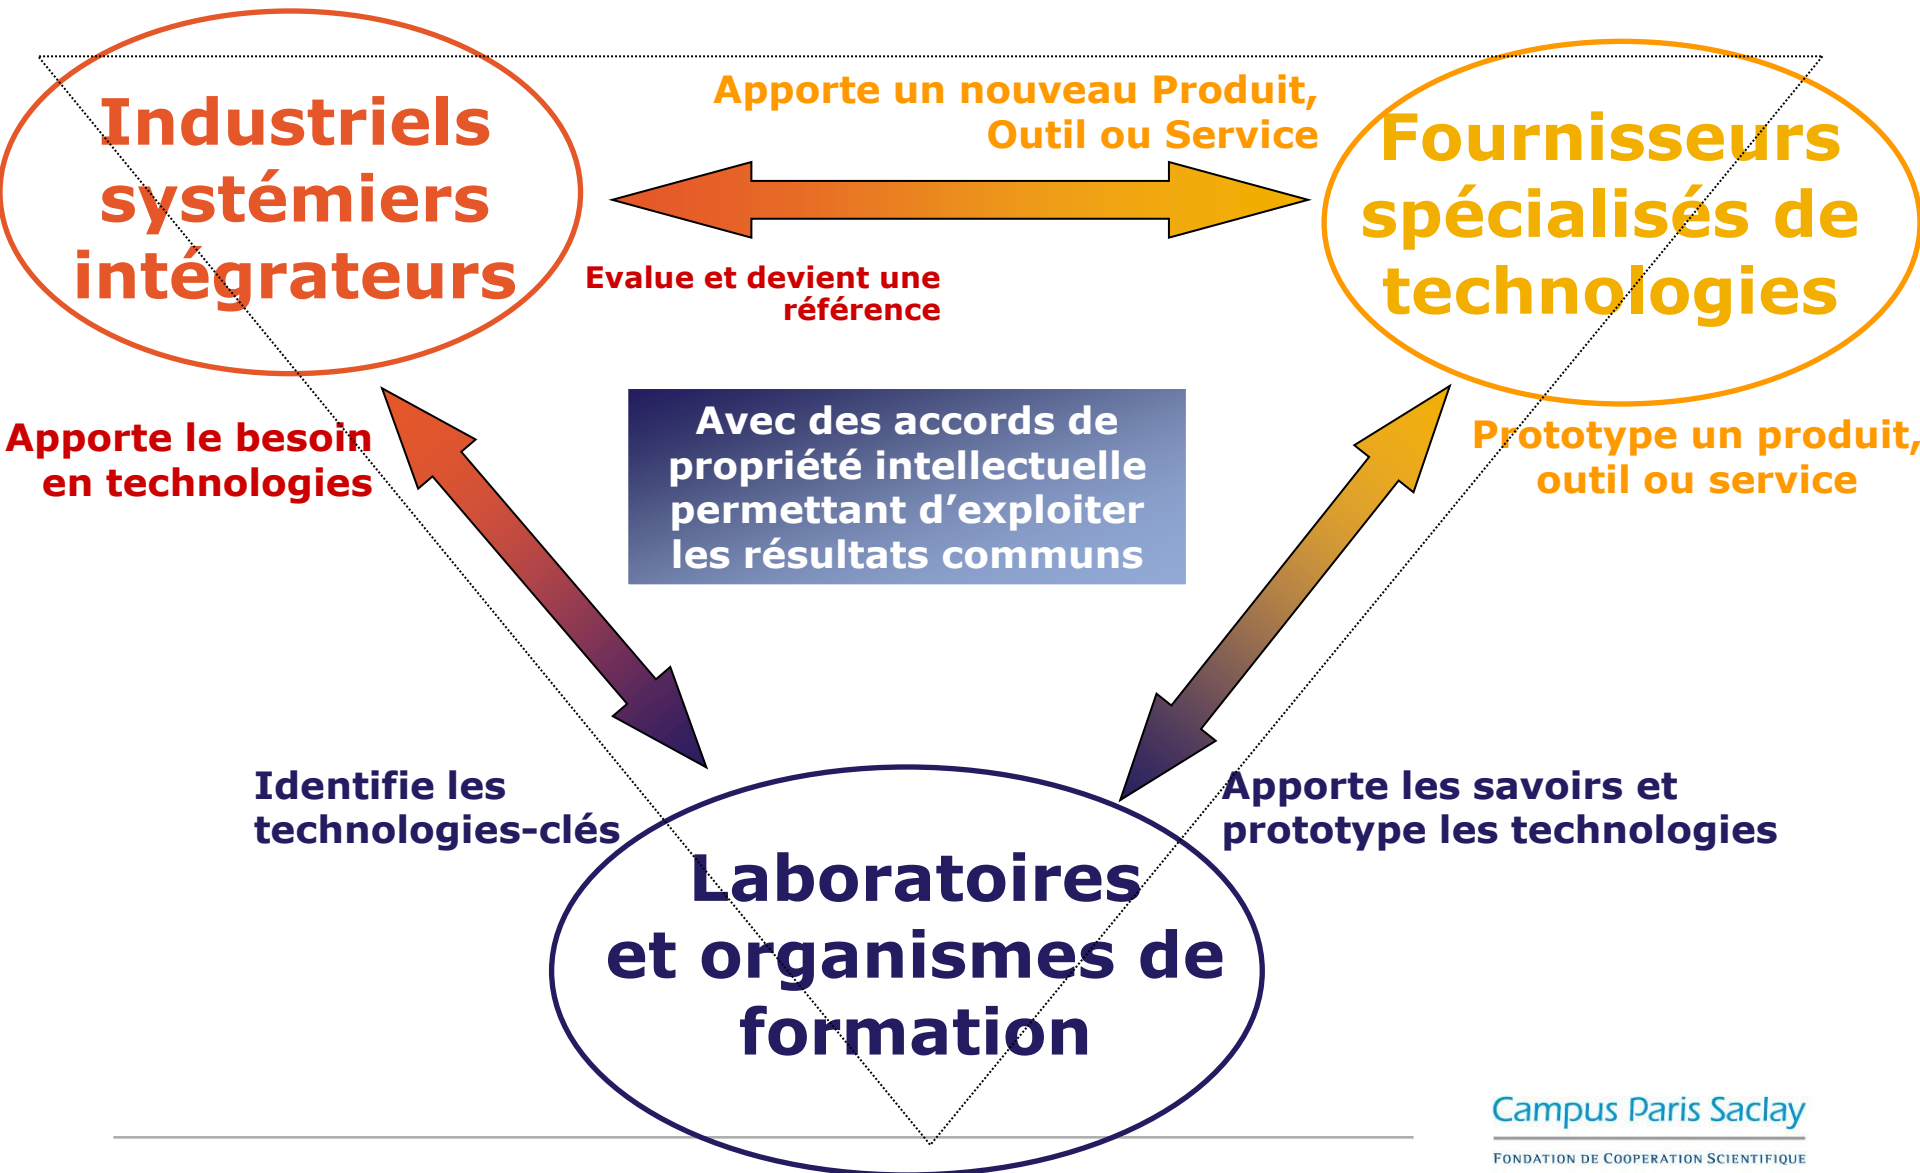 Industriels
systémiers
intégrateurs
Apporte un nouveau Produit,
Outil ou Service
Fournisseurs
spécialisés de
technologies
Evalue et devient une
référence
Apporte le besoin
en technologies
Avec des accords de
propriété intellectuelle
permettant d’exploiter
les résultats communs
Prototype un produit,
outil ou service
Identifie les
technologies-clés
Apporte les savoirs et
prototype les technologies
Laboratoires
et organismes de
formation
Campus Paris Saclay
FONDATION DE COOPERATION SCIENTIFIQUE